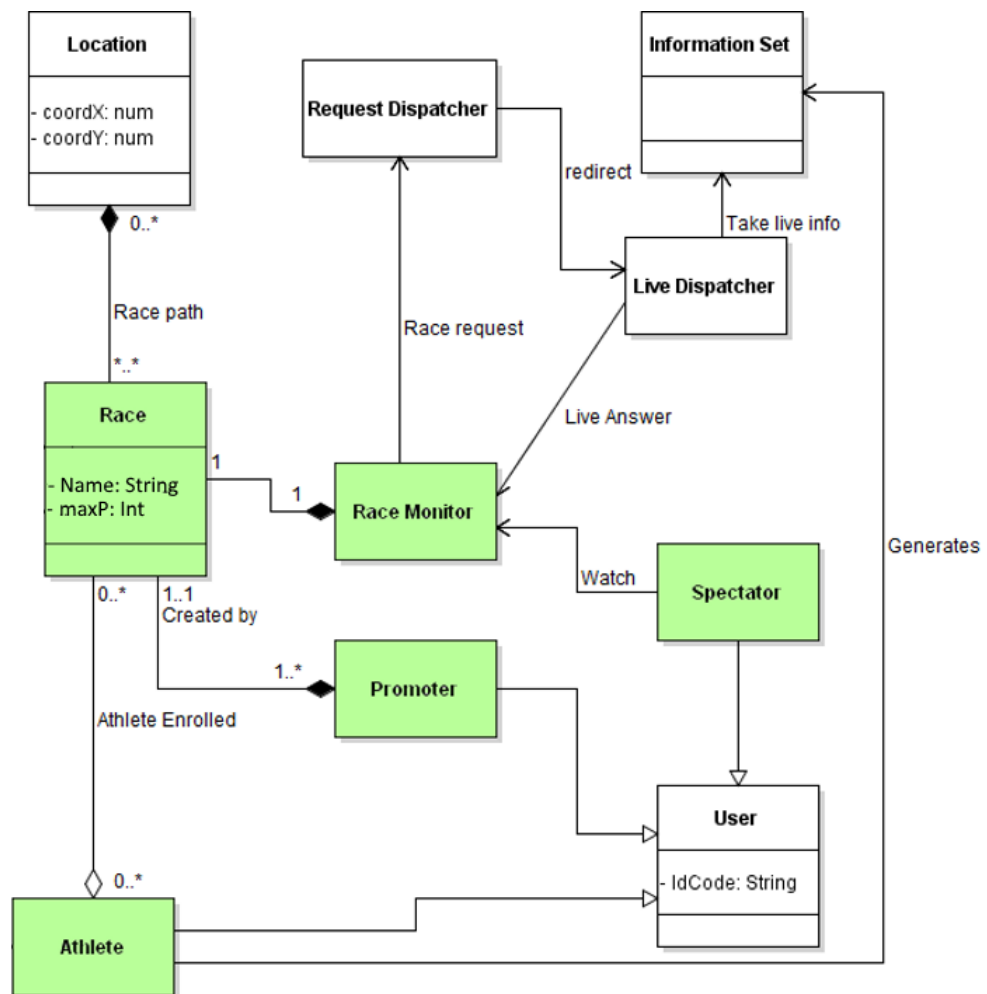 Location
- coordX: num
- coordY: num
0..*
Race path
*..*
Request Dispatcher
redirect
Information Set
Take live info
Live Dispatcher
Race request
Live Answer
Race
- Name: String
- maxP: Int
1
1
Race Monitor
Watch
Spectator
Generates
0..*
1..1
Created by
1..*
Promoter
Athlete Enrolled
0..*
Athlete
User
- IdCode: String